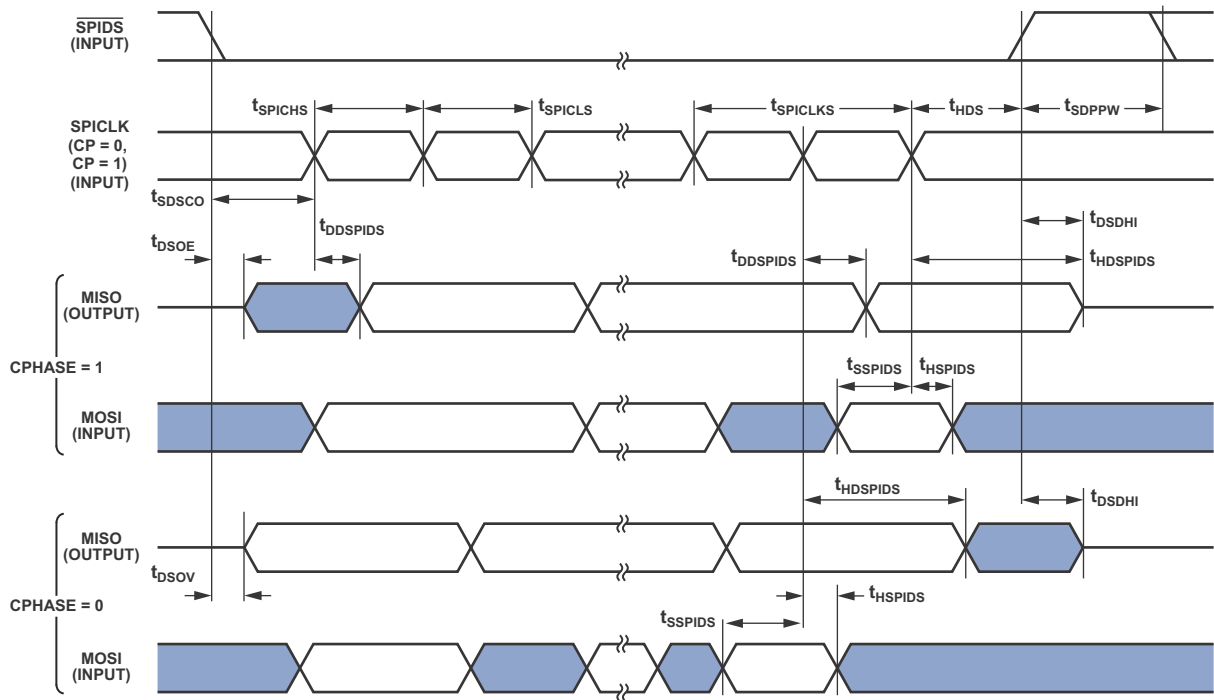 SPIDS
(INPUT)
tSPICHS
tSPICLS
tSPICLKS
tHDS
tSDPPW
SPICLK
(CP = 0,
CP = 1)
(INPUT)
tSDSCO
tDDSPIDS
tDSDHI
tDSOE
tDDSPIDS
tHDSPIDS
MISO
(OUTPUT)
CPHASE = 1
tSSPIDS
tHSPIDS
MOSI
(INPUT)
tHDSPIDS
tDSDHI
MISO
(OUTPUT)
tDSOV
CPHASE = 0
tHSPIDS
tSSPIDS
MOSI
(INPUT)